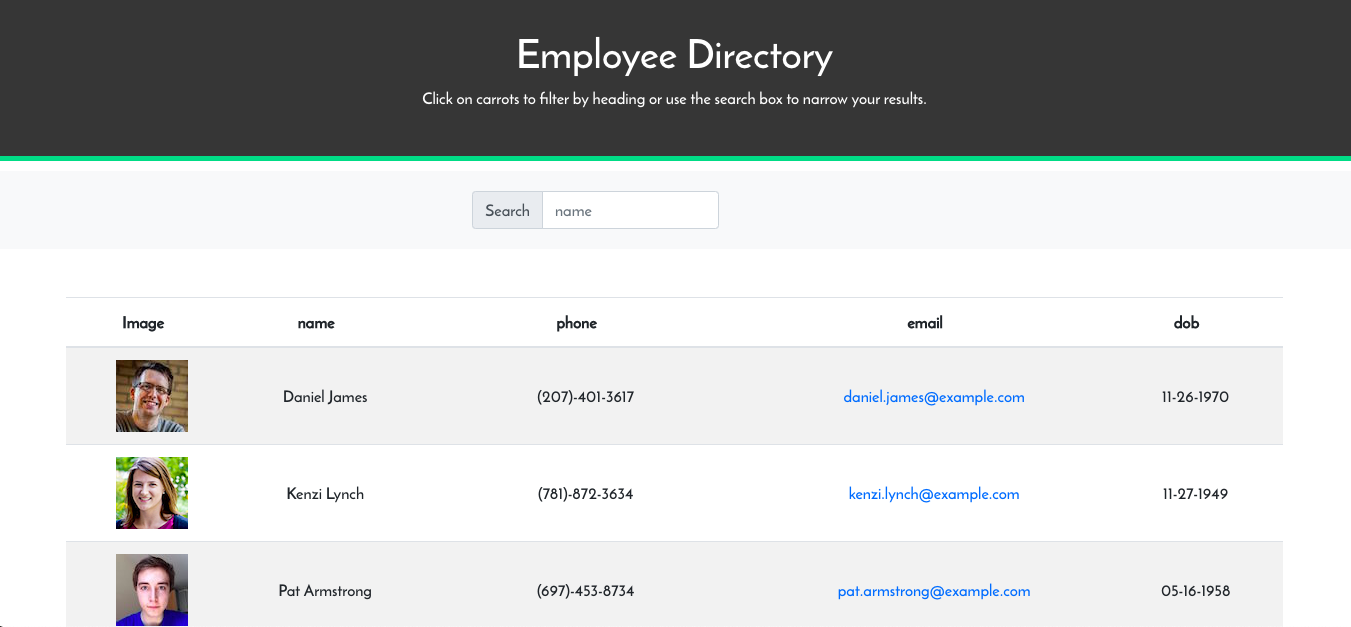 Employee Directory
Click on carrots to filter by heading or use the search box to narrow your results.
Search name
Image name phone email dob
Daniel James (207)-401-3617 daniel.james@example.com 11-26-1970
Kenzi Lynch (781)-872-3634 kenzi.lynch@example.com 11-27-1949
Pat Armstrong (697)-453-8734 pat.armstrong@example.com 05-16-1958